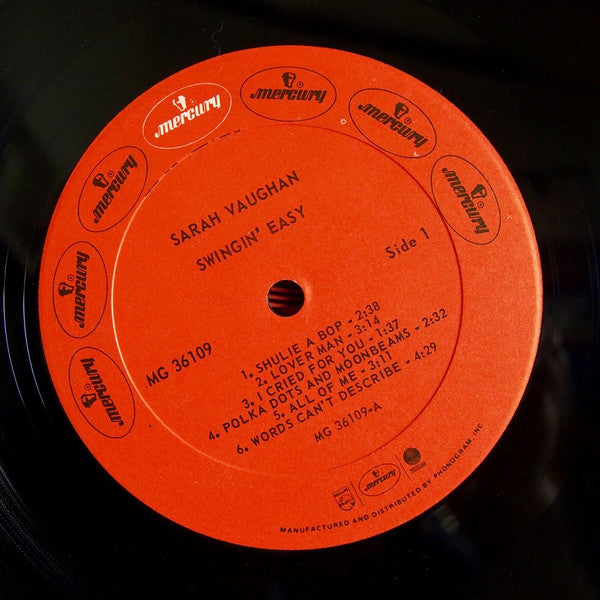 mercury
mercury
mercury
mercury
mercury
mercury
mercury
SARAH VAUGHAN
SWINGIN' EASY
Side 1
MG 36109
1. SHULIE A BOP - 2:38
2. LOVER MAN - 3:14
3. I CRIED FOR YOU - 1:37
4. POLKA DOTS AND MOONBEAMS - 2:32
5. ALL OF ME - 3:11
6. WORDS CAN'T DESCRIBE - 4:29
MG 36109-A
mercury
MANUFACTURED AND DISTRIBUTED BY PHONOGRAM INC